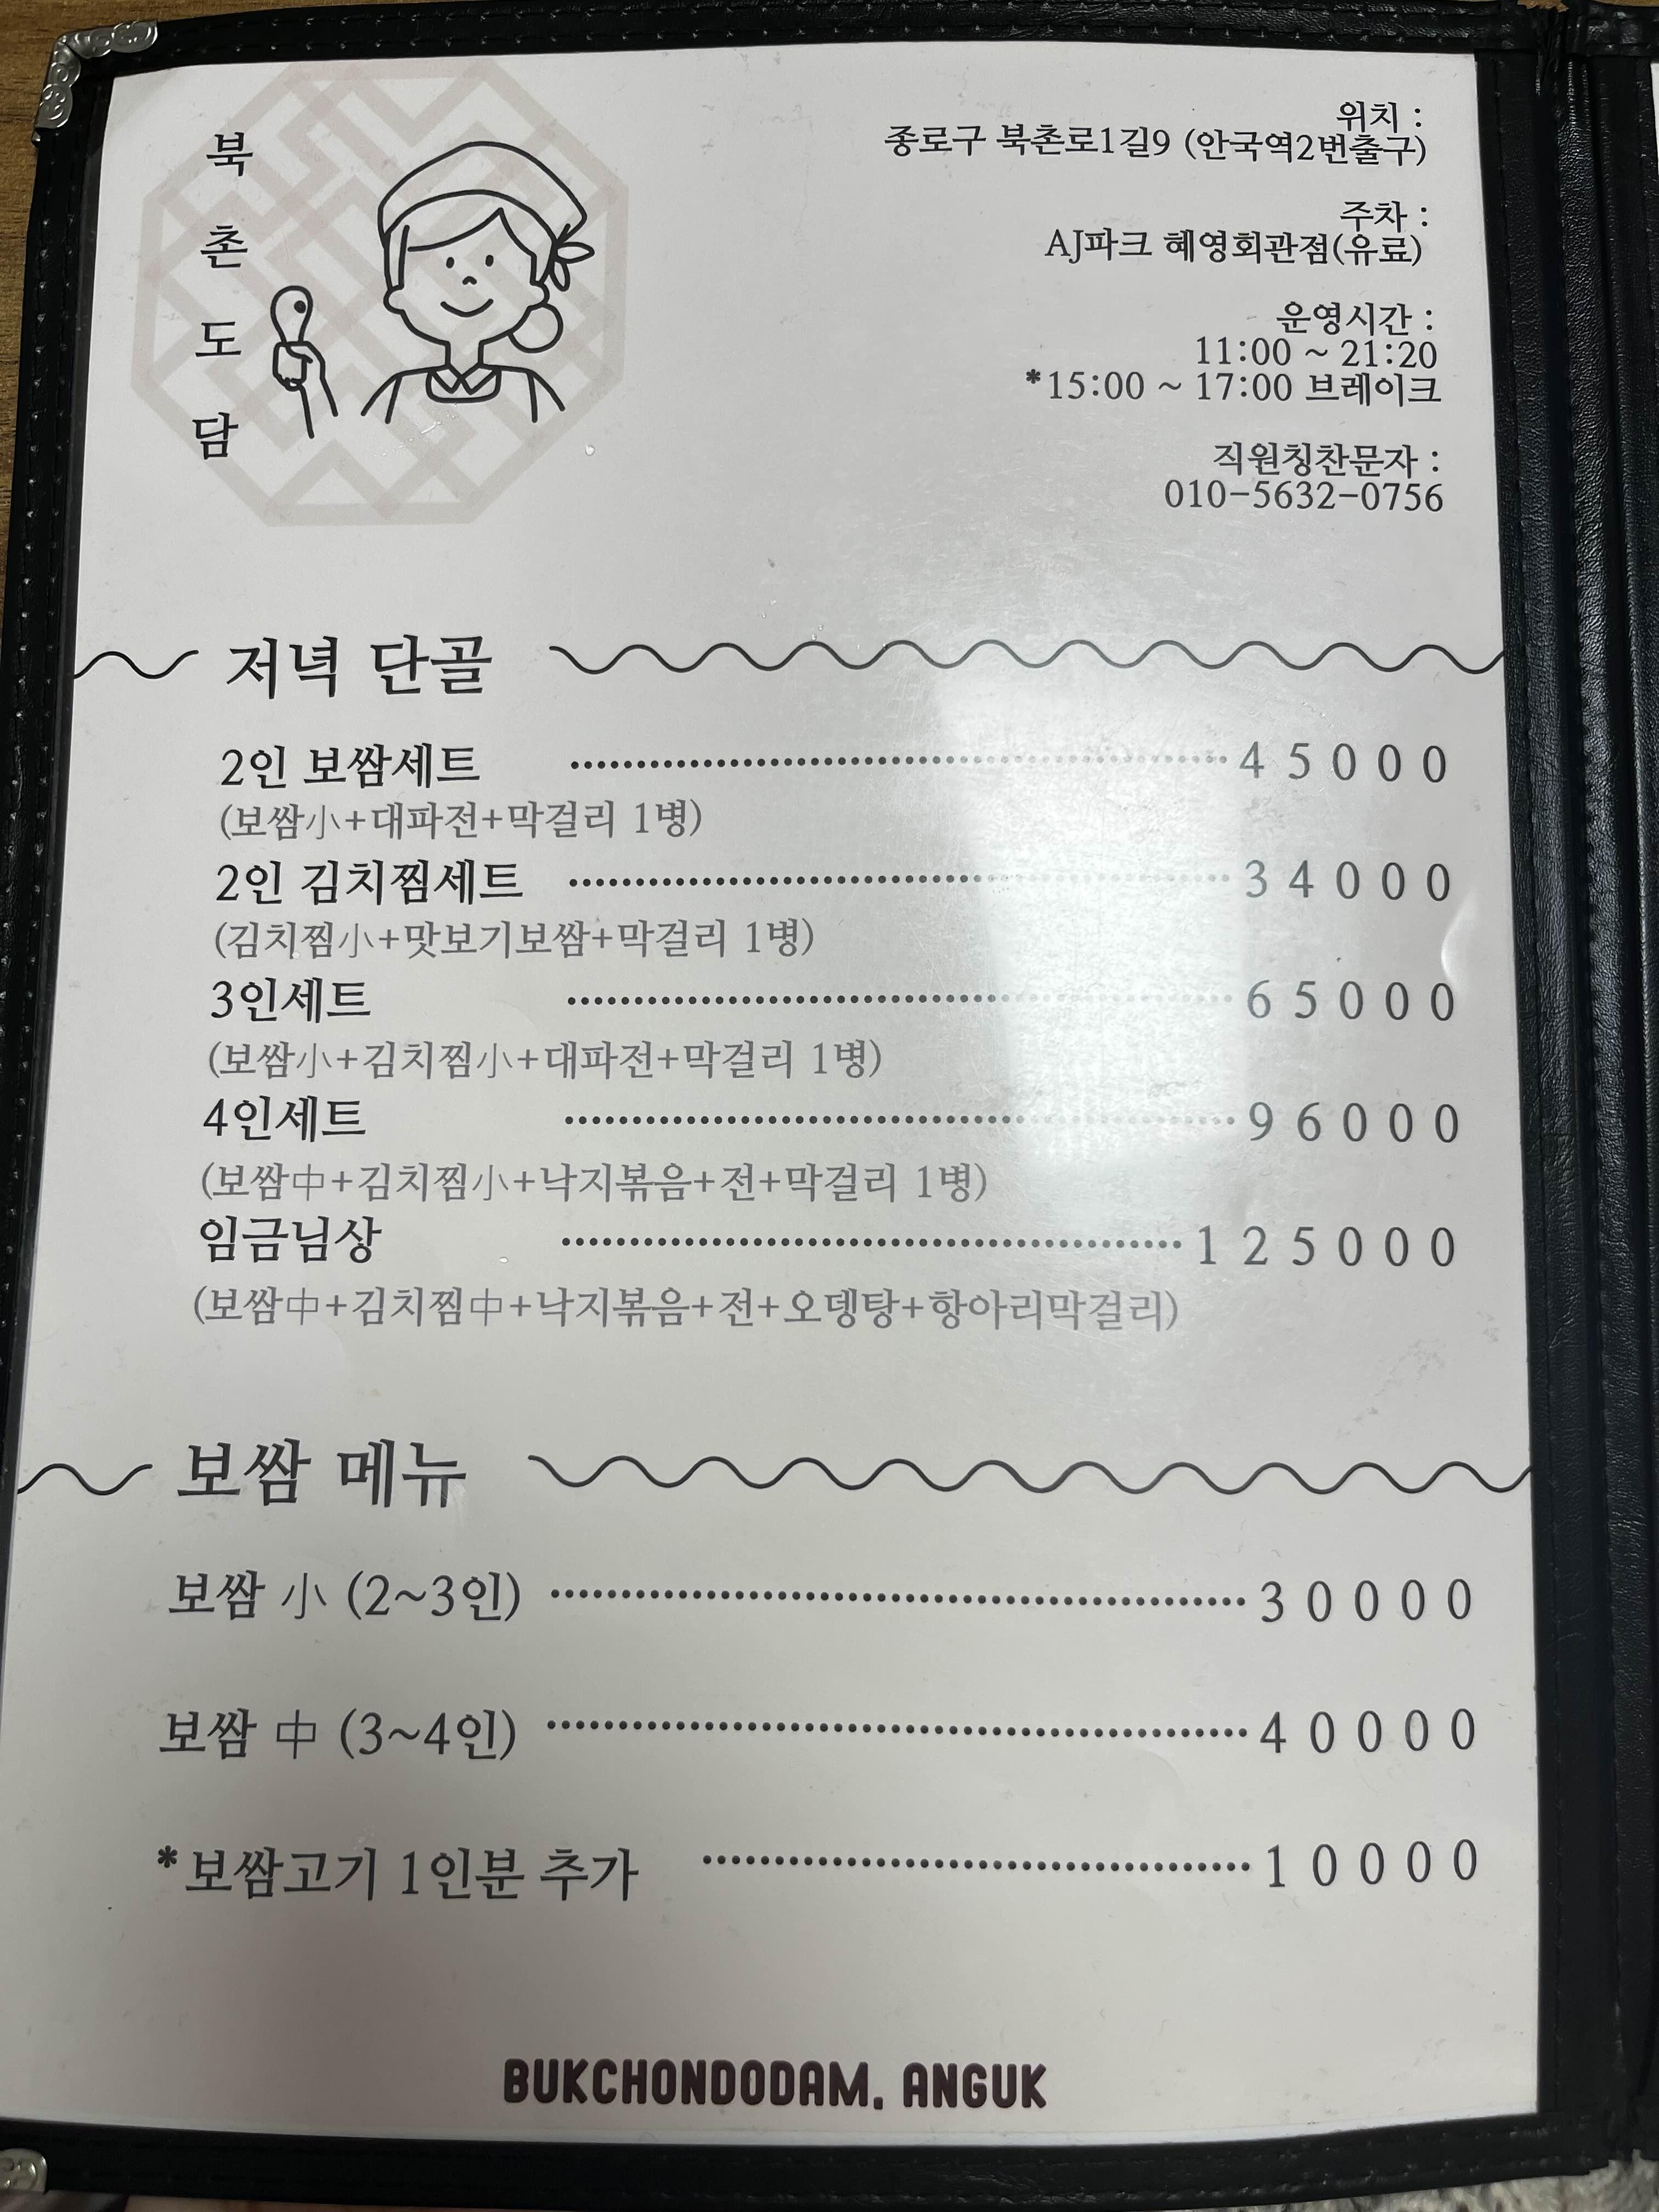 북촌도담
위치 :
종로구 북촌로1길9 (안국역2번출구)
주차 :
AJ파크 혜영회관점(유료)
운영시간 :
11:00 ~ 21:20
*15:00 ~ 17:00 브레이크
직원칭찬문자 :
010-5632-0756
저녁 단골
2인 보쌈세트 45000
(보쌈小+대파전+막걸리 1병)
2인 김치찜세트 34000
(김치찜小+맛보기보쌈+막걸리 1병)
3인세트 65000
(보쌈小+김치찜小+대파전+막걸리 1병)
4인세트 96000
(보쌈中+김치찜小+낙지볶음+전+막걸리 1병)
임금님상 125000
(보쌈中+김치찜中+낙지볶음+전+오뎅탕+항아리막걸리)
보쌈 메뉴
보쌈 小 (2~3인) 30000
보쌈 中 (3~4인) 40000
*보쌈고기 1인분 추가 10000
BUKCHONDODAM, ANGUK